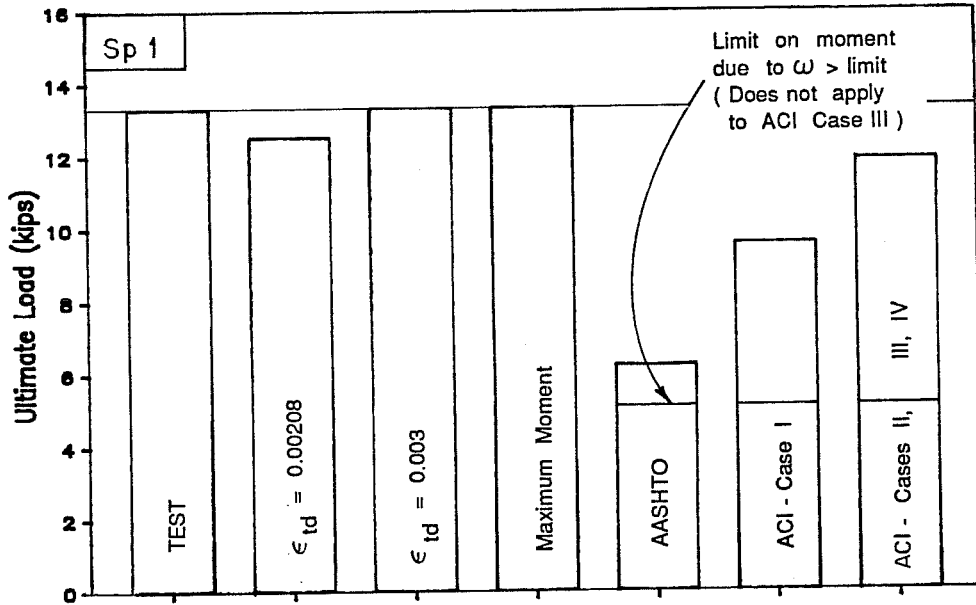 Sp 1
Limit on moment
due to ω > limit
( Does not apply
to ACI Case III )
Ultimate Load (kips)
16
14
12
10
8
6
4
2
0
TEST
ϵ td = 0.00208
ϵ td = 0.003
Maximum Moment
AASHTO
ACI - Case I
ACI - Cases II, III, IV